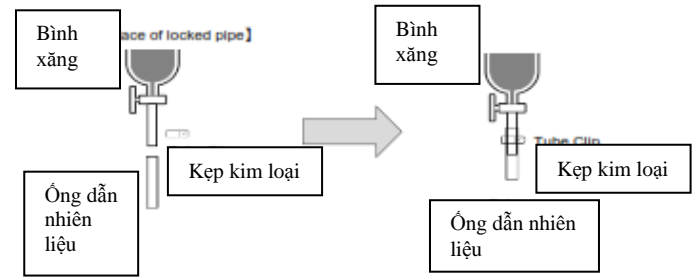 Bình
xăng
ace of locked pipe】
Kẹp kim loại
Ống dẫn
nhiên
liệu
Bình
xăng
Tube Clip
Kẹp kim loại
Ống dẫn nhiên
liệu